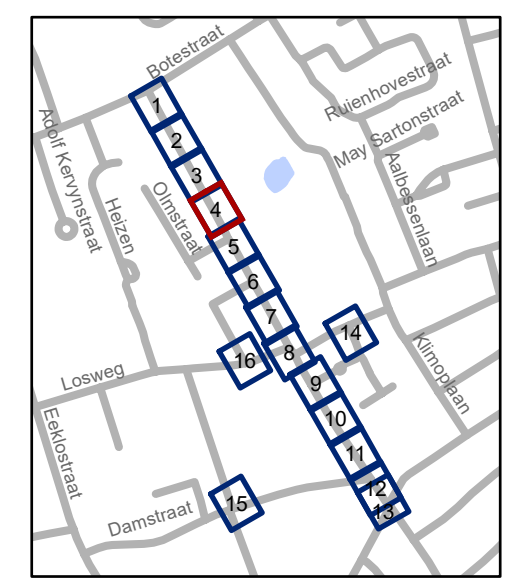 Botestraat
Ruienhovestraat
May Sartonstraat
Adolf Kervynstraat
Heizen
Olmstraat
Aalbessenlaan
1
2
3
4
5
6
7
8
9
10
11
12
13
14
16
Losweg
Klimoplaan
Eeklostraat
15
Damstraat